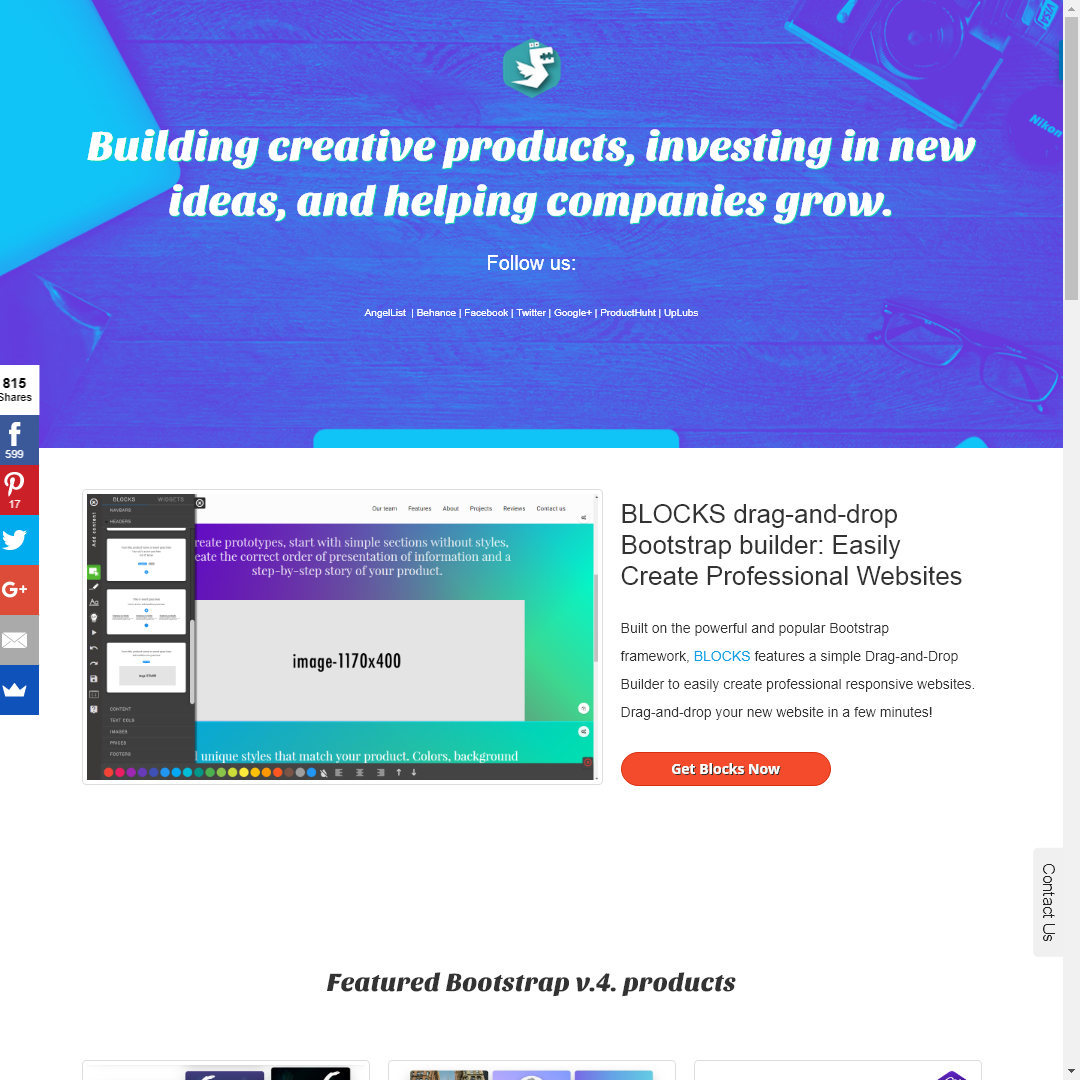 VISA
Nikon
Building creative products, investing in new
ideas, and helping companies grow.
Follow us:
AngelList | Behance | Facebook | Twitter | Google+ | ProductHuht | UpLubs
815
Shares
599
17
G+
BLOCKS WIDGETS
NAVBARS
HEADERS
Add content
CONTENT
TEXT COLS
IMAGES
PRICES
FOOTERS
Our team Features About Projects Reviews Contact us
reate prototypes, start with simple sections without styles,
eate the correct order of presentation of information and a
step-by-step story of your product.
image-1170x400
l unique styles that match your product. Colors, background
BLOCKS drag-and-drop
Bootstrap builder: Easily
Create Professional Websites
Built on the powerful and popular Bootstrap
framework, BLOCKS features a simple Drag-and-Drop
Builder to easily create professional responsive websites.
Drag-and-drop your new website in a few minutes!
Get Blocks Now
Contact Us
Featured Bootstrap v.4. products